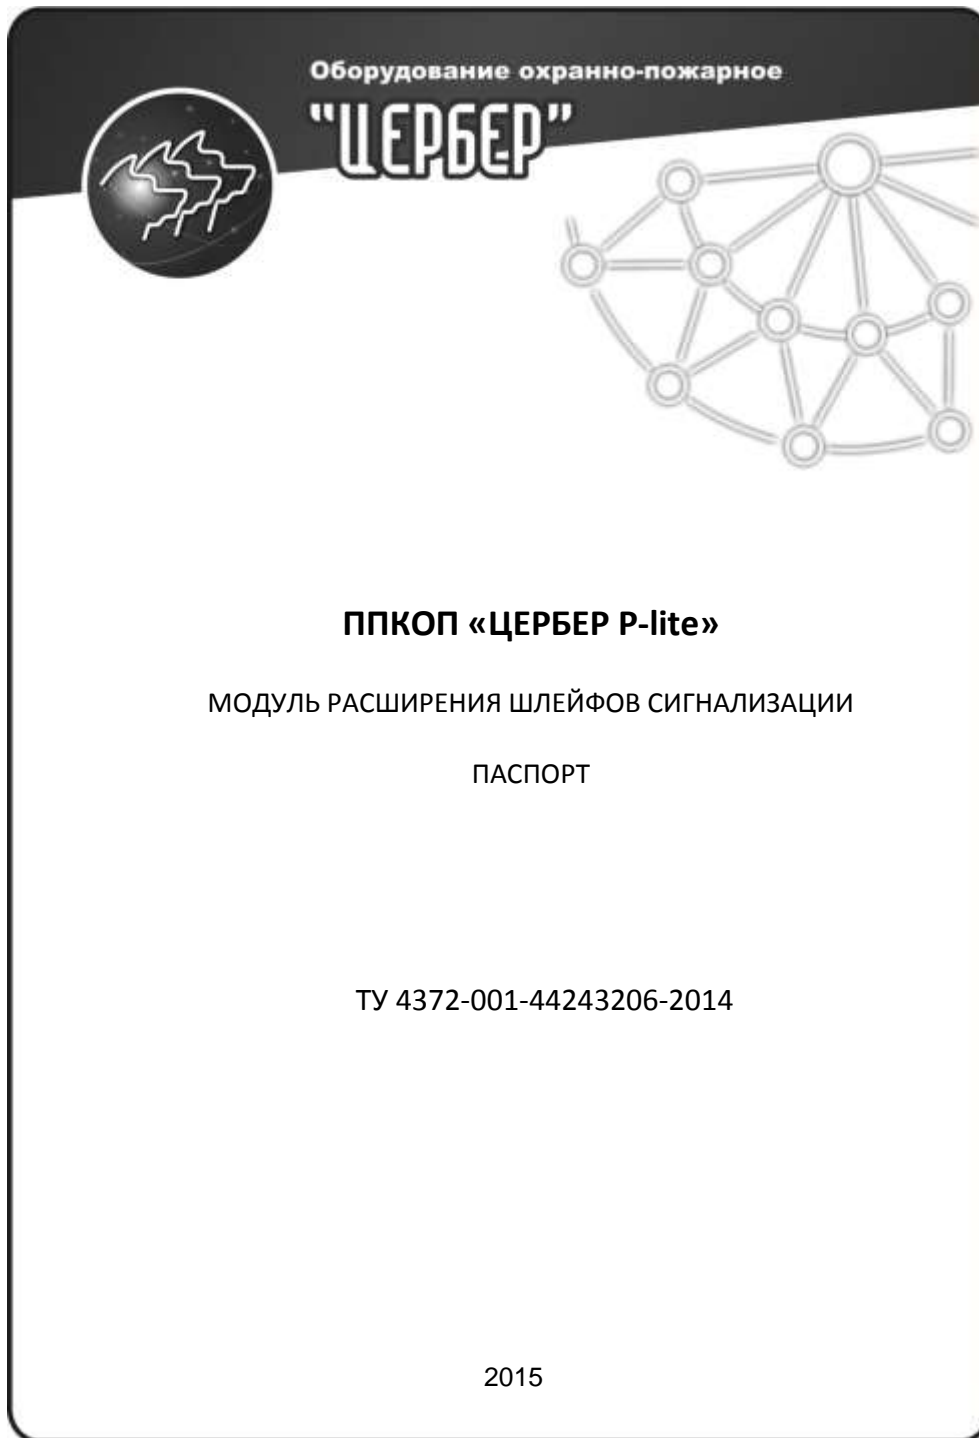 Оборудование охранно-пожарное
"ЦЕРБЕР"
ППКОП «ЦЕРБЕР P-lite»
МОДУЛЬ РАСШИРЕНИЯ ШЛЕЙФОВ СИГНАЛИЗАЦИИ
ПАСПОРТ
ТУ 4372-001-44243206-2014
2015